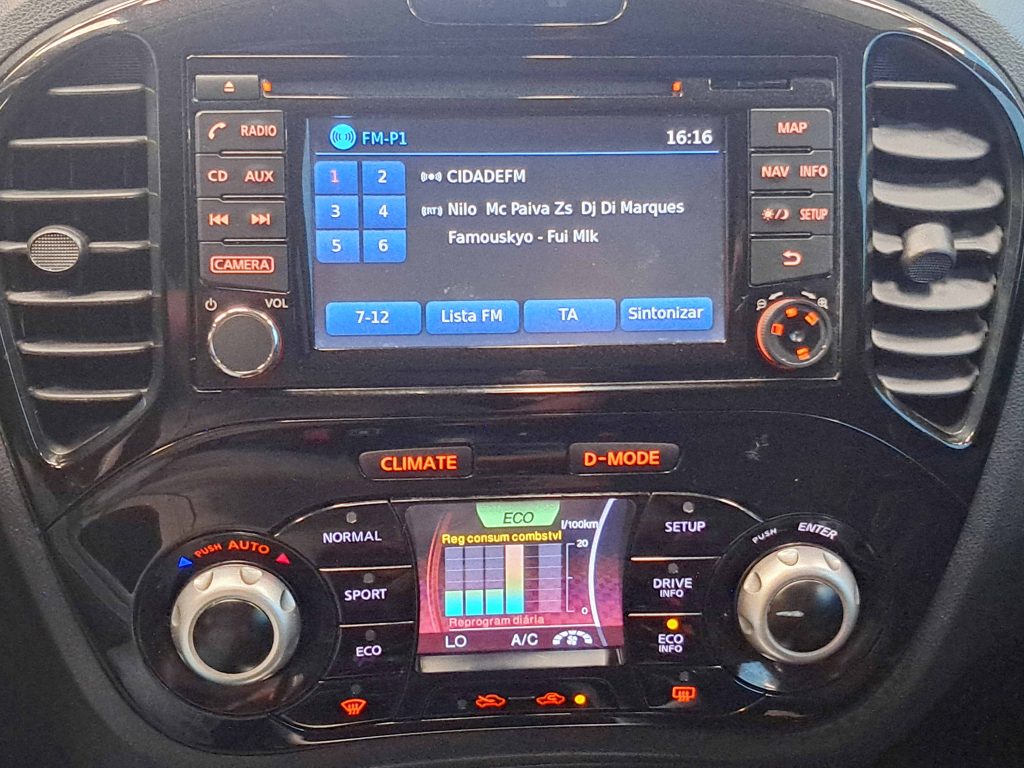 FM-P1 16:16
RADIO
MAP
CD AUX
NAV INFO
SETUP
CAMERA
VOL
1 2
3 4
5 6
CIDADEFM
(RT) Nilo Mc Paiva Zs Dj Di Marques
Famouskyo - Fui Mlk
7-12 Lista FM TA Sintonizar
CLIMATE D-MODE
NORMAL
SPORT
ECO
PUSH AUTO
ECO
l/100km
Reg consum combstvl
20
0
Reprogram diária
LO A/C
SETUP
DRIVE
INFO
ECO
INFO
PUSH ENTER